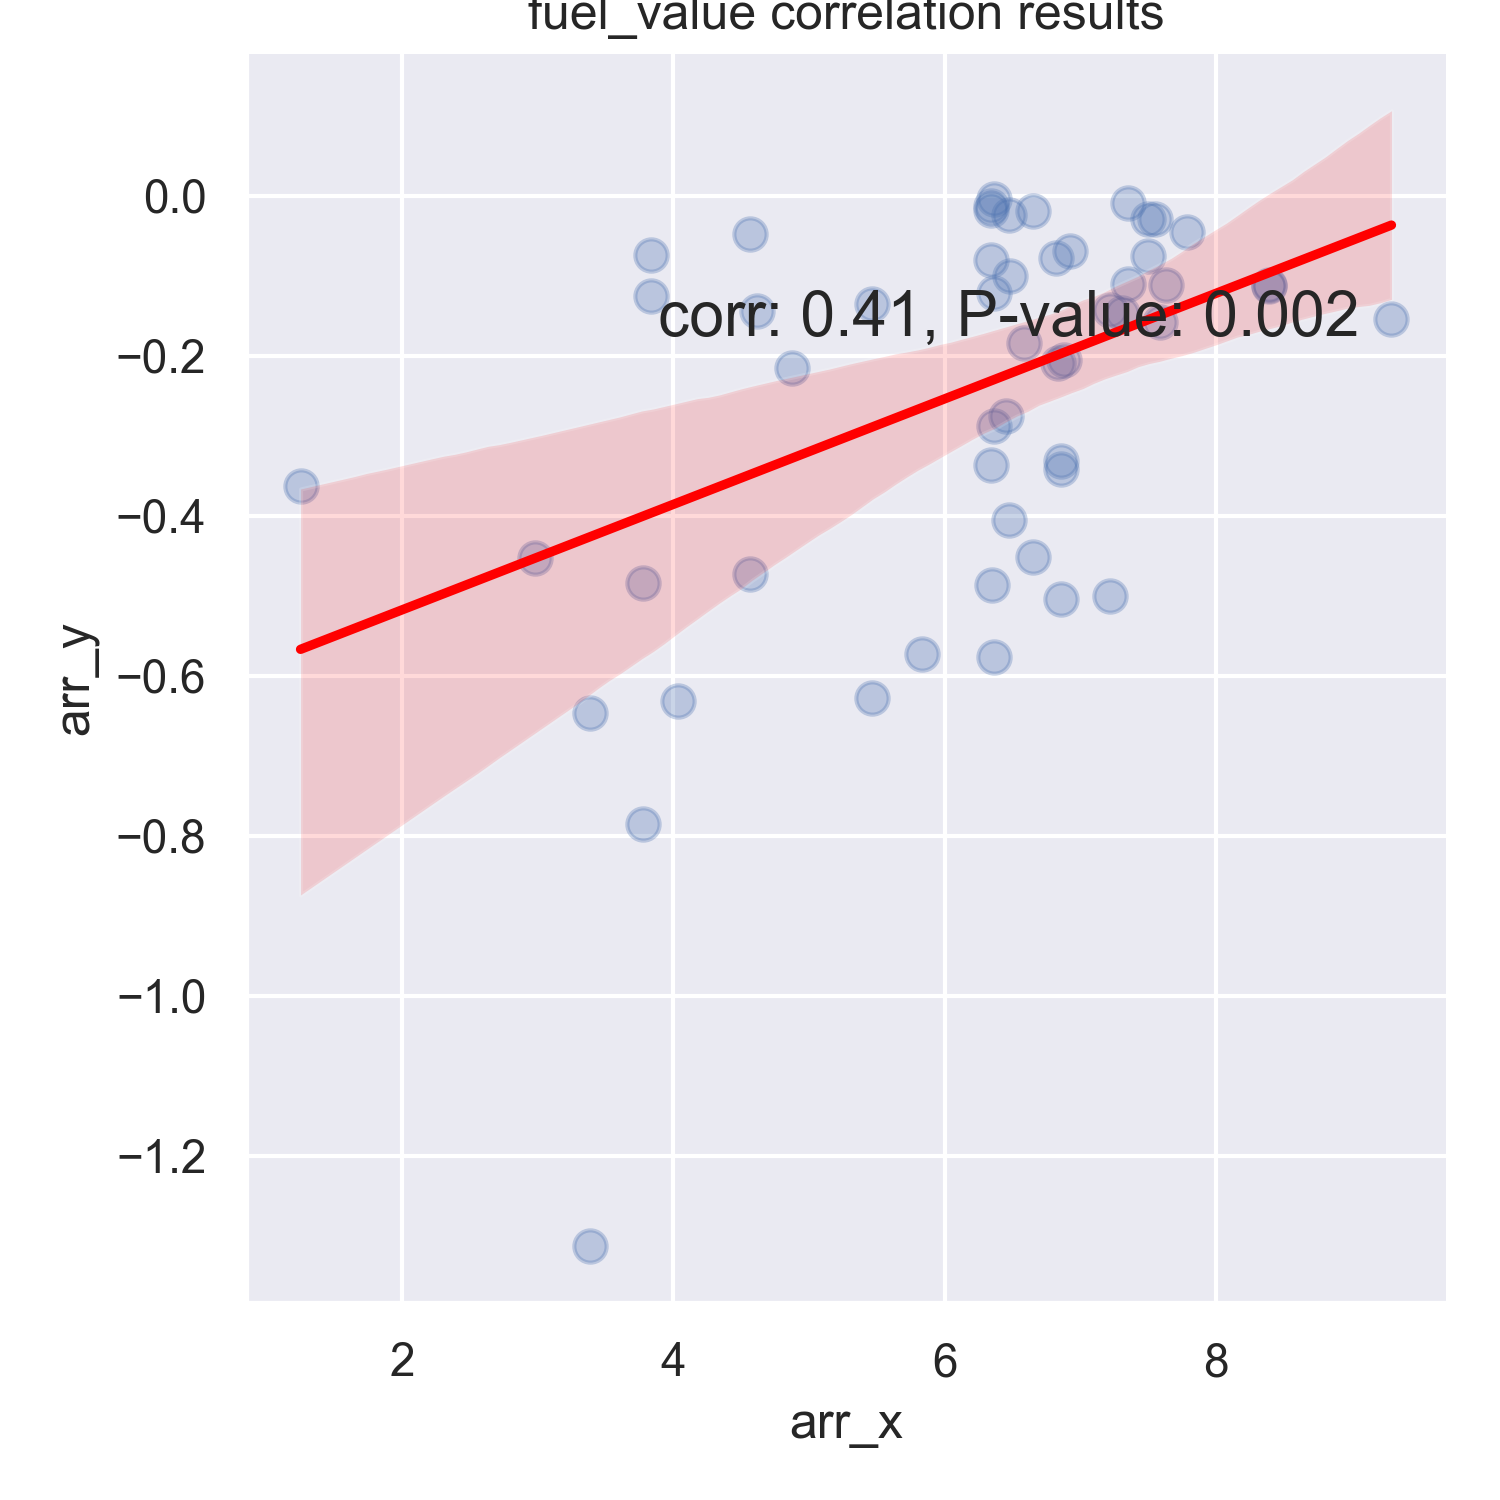 fuel_value correlation results
0.0
−0.2
−0.4
−0.6
−0.8
−1.0
−1.2
arr_y
corr: 0.41, P-value: 0.002
2 4 6 8
arr_x